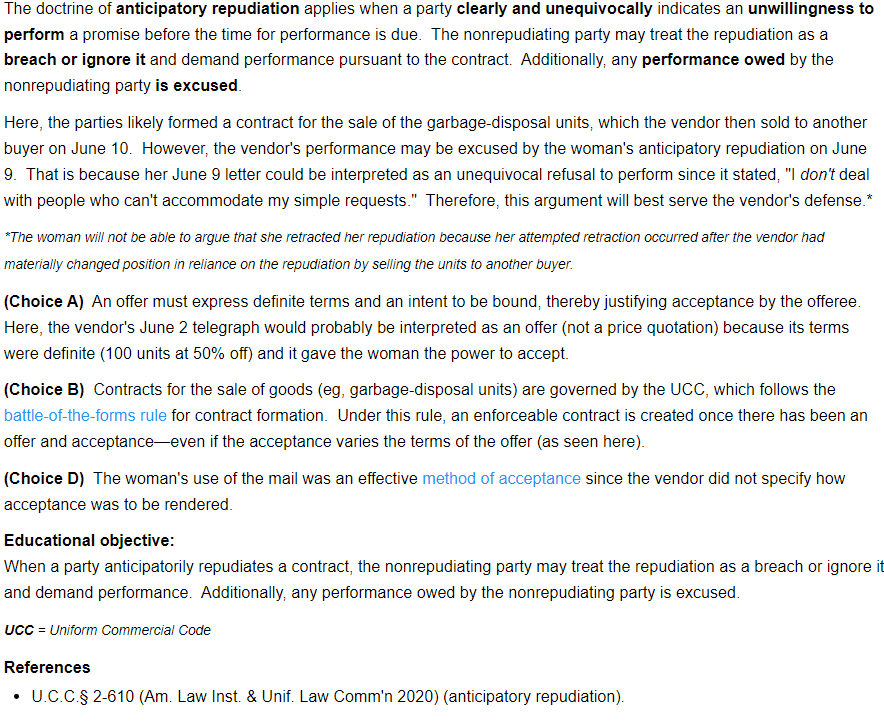 The doctrine of anticipatory repudiation applies when a party clearly and unequivocally indicates an unwillingness to
perform a promise before the time for performance is due. The nonrepudiating party may treat the repudiation as a
breach or ignore it and demand performance pursuant to the contract. Additionally, any performance owed by the
nonrepudiating party is excused.
Here, the parties likely formed a contract for the sale of the garbage-disposal units, which the vendor then sold to another
buyer on June 10. However, the vendor's performance may be excused by the woman's anticipatory repudiation on June
9. That is because her June 9 letter could be interpreted as an unequivocal refusal to perform since it stated, "I don't deal
with people who can't accommodate my simple requests." Therefore, this argument will best serve the vendor's defense.*
*The woman will not be able to argue that she retracted her repudiation because her attempted retraction occurred after the vendor had
materially changed position in reliance on the repudiation by selling the units to another buyer.
(Choice A) An offer must express definite terms and an intent to be bound, thereby justifying acceptance by the offeree.
Here, the vendor's June 2 telegraph would probably be interpreted as an offer (not a price quotation) because its terms
were definite (100 units at 50% off) and it gave the woman the power to accept.
(Choice B) Contracts for the sale of goods (eg, garbage-disposal units) are governed by the UCC, which follows the
battle-of-the-forms rule for contract formation. Under this rule, an enforceable contract is created once there has been an
offer and acceptance—even if the acceptance varies the terms of the offer (as seen here).
(Choice D) The woman's use of the mail was an effective method of acceptance since the vendor did not specify how
acceptance was to be rendered.
Educational objective:
When a party anticipatorily repudiates a contract, the nonrepudiating party may treat the repudiation as a breach or ignore it
and demand performance. Additionally, any performance owed by the nonrepudiating party is excused.
UCC = Uniform Commercial Code
References
• U.C.C.§ 2-610 (Am. Law Inst. & Unif. Law Comm'n 2020) (anticipatory repudiation).